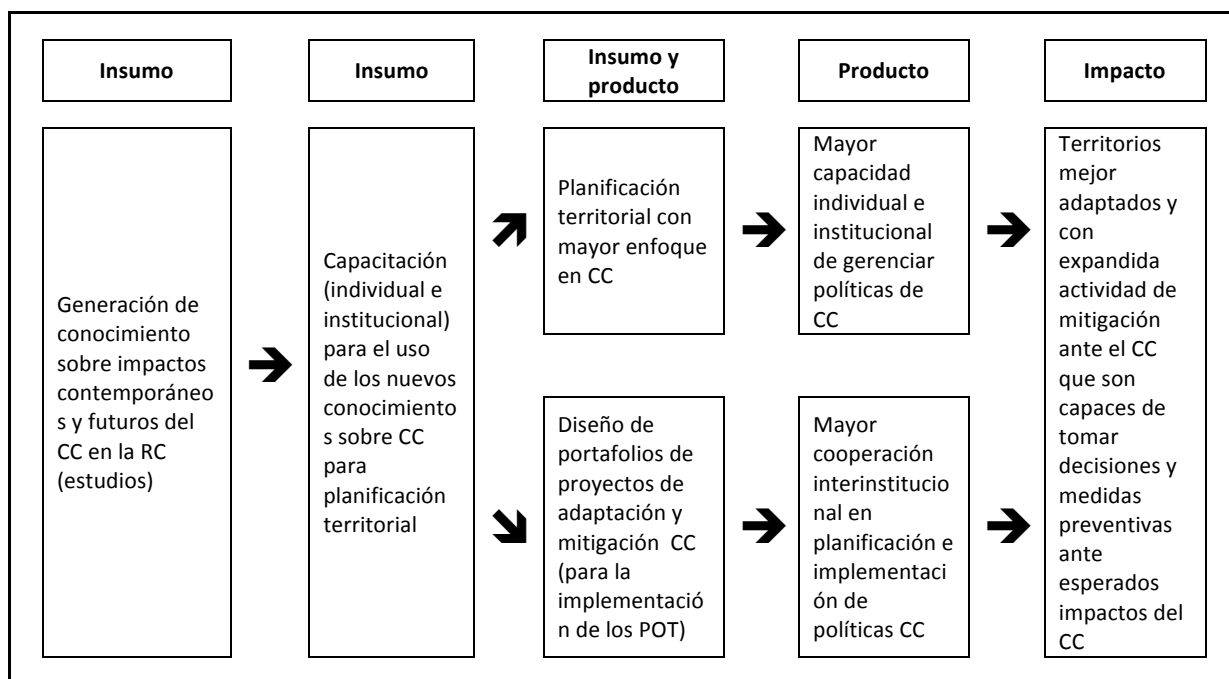 Insumo
Insumo
Insumo y
producto
Producto
Impacto
Generación de
conocimiento
sobre impactos
contemporáneo
s y futuros del
CC en la RC
(estudios)
Capacitación
(individual e
institucional)
para el uso
de los nuevos
conocimiento
s sobre CC
para
planificación
territorial
Planificación
territorial con
mayor enfoque
en CC
Diseño de
portafolios de
proyectos de
adaptación y
mitigación CC
(para la
implementació
n de los POT)
Mayor
capacidad
individual e
institucional
de gerenciar
políticas de
CC
Mayor
cooperación
interinstitucio
nal en
planificación e
implementaci
ón de
políticas CC
Territorios
mejor
adaptados y
con
expandida
actividad de
mitigación
ante el CC
que son
capaces de
tomar
decisiones y
medidas
preventivas
ante
esperados
impactos del
CC